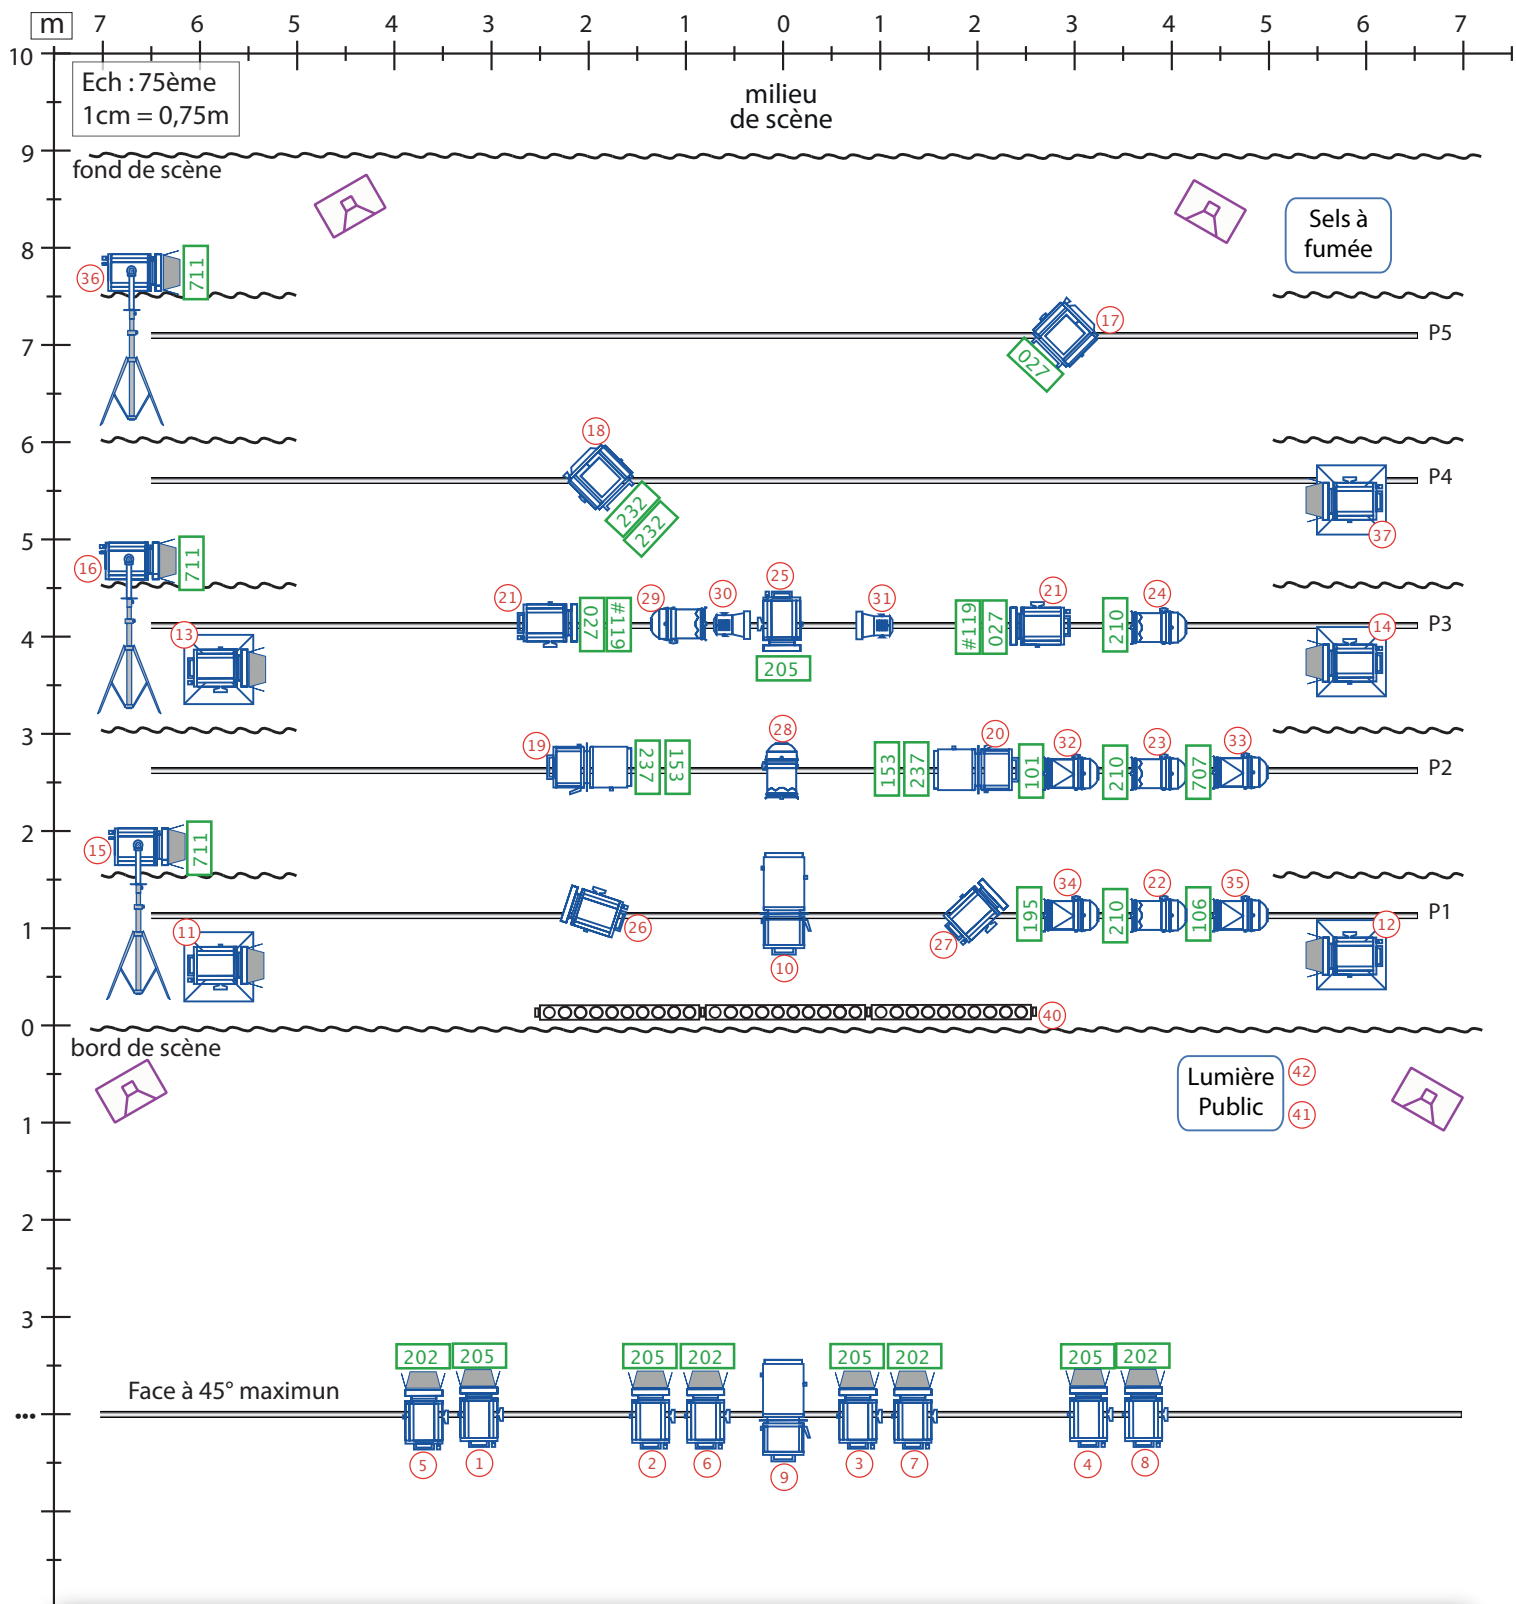 m 7 6 5 4 3 2 1 0 1 2 3 4 5 6 7
10
Ech : 75ème
1cm = 0,75m
milieu
de scène
9
fond de scène
Sels à
fumée
8
36 711
17
7 P5
027
18
6
P4
232
232
37
5
16 711
25
21 29 30 31 21 24
027 #119 #119 027 210
4 P3
13 14
205
3
28
19 20 32 23 33
237 153 153 237 101 210 707
P2
2
15 711
34 22 35
195 210 106
P1
1
11 26 27 12
10
0
40
bord de scène
Lumière
Public
42
41
1
2
3
202 205 205 202 205 202 205 202
Face à 45° maximun
...
5 1 2 6 9 3 7 4 8